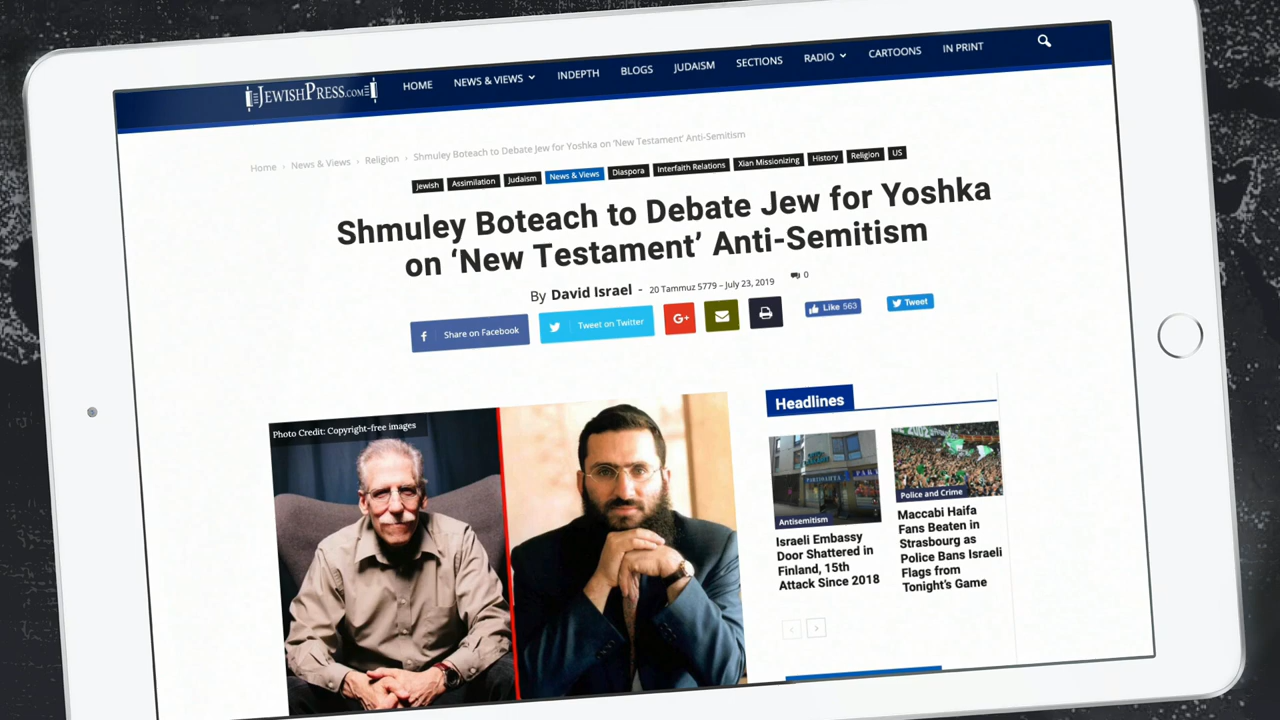 JEWISHPRESS.COM
HOME
NEWS & VIEWS
INDEPTH
BLOGS
JUDAISM
SECTIONS
RADIO
CARTOONS
IN PRINT
Home › News & Views › Religion › Shmuley Boteach to Debate Jew for Yoshka on ‘New Testament’ Anti-Semitism
Jewish
Assimilation
Judaism
News & Views
Diaspora
Interfaith Relations
Xian Missionizing
History
Religion
US
Shmuley Boteach to Debate Jew for Yoshka
on ‘New Testament’ Anti-Semitism
By David Israel - 20 Tammuz 5779 – July 23, 2019
0
Share on Facebook
Tweet on Twitter
G+
Like 563
Tweet
Photo Credit: Copyright-free images
Headlines
Antisemitism
Israeli Embassy
Door Shattered in
Finland, 15th
Attack Since 2018
Police and Crime
Maccabi Haifa
Fans Beaten in
Strasbourg as
Police Bans Israeli
Flags from
Tonight’s Game